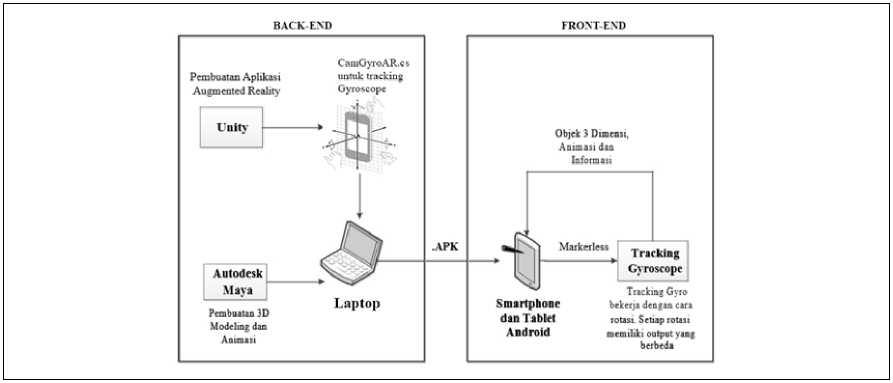 BACK-END
FRONT-END
CamGyroAR.cs
untuk tracking
Gyroscope
Pembuatan Aplikasi
Augmented Reality
Unity
Objek 3 Dimensi,
Animasi dan
Informasi
.APK
Markerless
Tracking
Gyroscope
Autodesk
Maya
Laptop
Smartphone
dan Tablet
Android
Pembuatan 3D
Modeling dan
Animasi
Tracking Gyro
bekerja dengan cara
rotasi. Setiap rotasi
memiliki output yang
berbeda